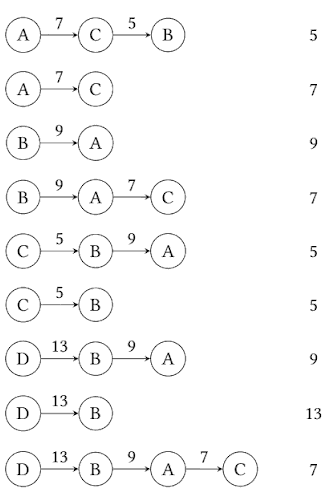 A 7 C 5 B 5
A 7 C 7
B 9 A 9
B 9 A 7 C 7
C 5 B 9 A 5
C 5 B 5
D 13 B 9 A 9
D 13 B 13
D 13 B 9 A 7 C 7